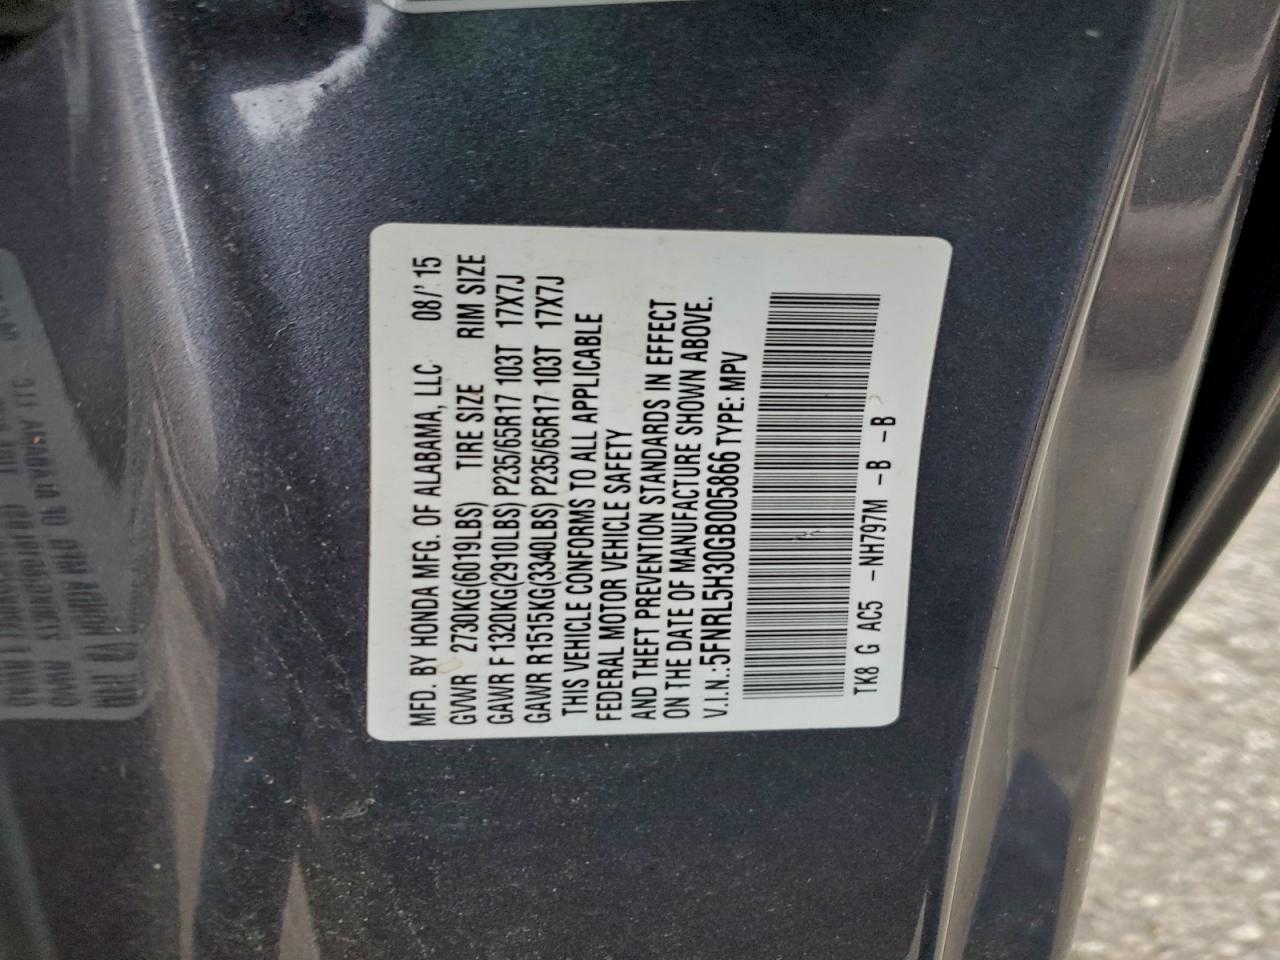 MFD. BY HONDA MFG. OF ALABAMA, LLC 08/'15
GVWR 2730KG(6019LBS) TIRE SIZE RIM SIZE
GAWR F 1320KG(2910LBS) P235/65R17 103T 17X7J
GAWR R 1515KG(3340LBS) P235/65R17 103T 17X7J
THIS VEHICLE CONFORMS TO ALL APPLICABLE
FEDERAL MOTOR VEHICLE SAFETY
AND THEFT PREVENTION STANDARDS IN EFFECT
ON THE DATE OF MANUFACTURE SHOWN ABOVE.
V.I.N.:5FNRL5H30GB005866 TYPE: MPV
TK8 G AC5 -NH797M -B -B